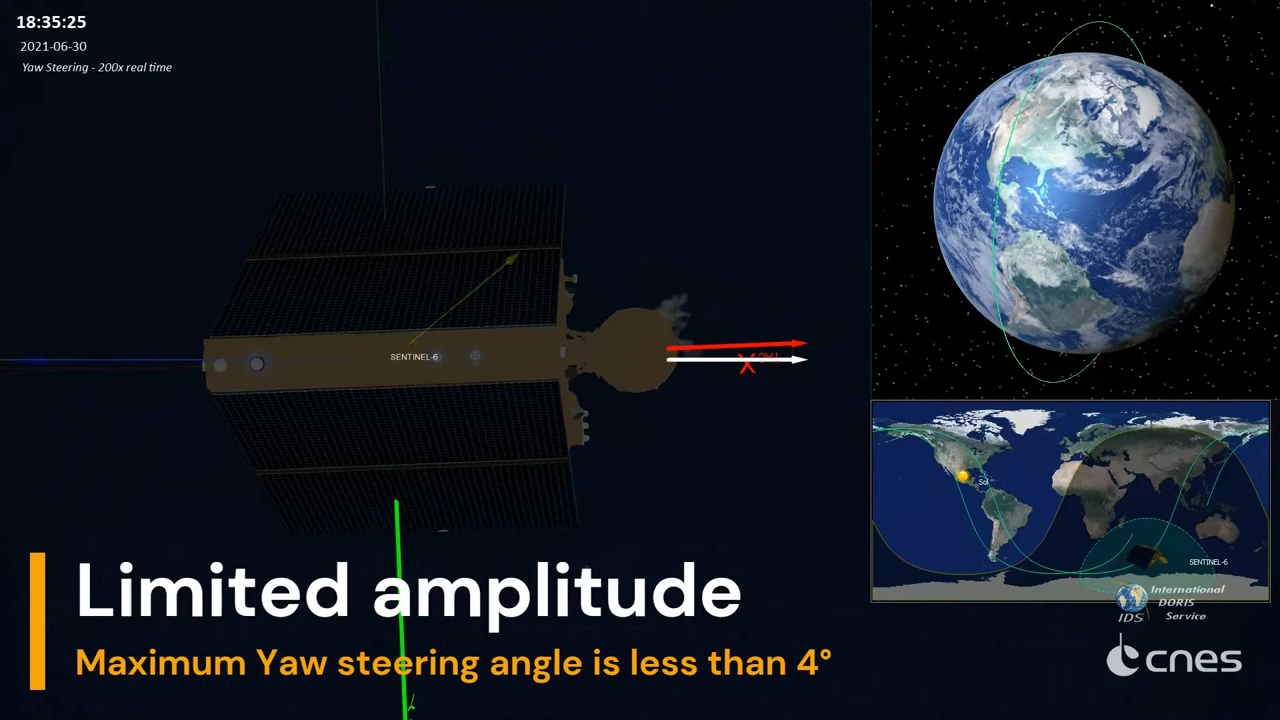 18:35:25
2021-06-30
Yaw Steering - 200x real time
SENTINEL-6
X
Sol
SENTINEL-6
International
DORIS
Service
IDS
cnes
Limited amplitude
Maximum Yaw steering angle is less than 4°